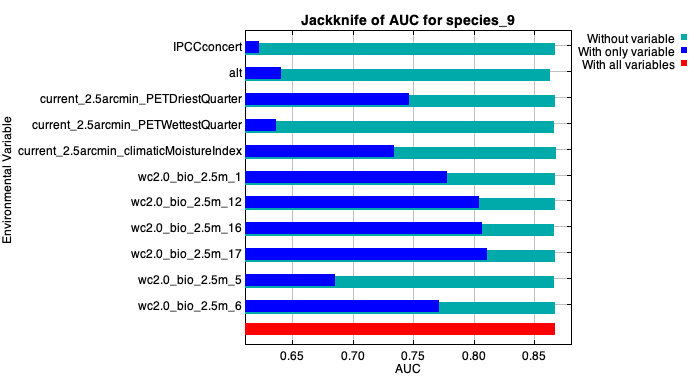 Jackknife of AUC for species_9
Without variable
With only variable
With all variables
Environmental Variable
IPCCconcert
alt
current_2.5arcmin_PETDriestQuarter
current_2.5arcmin_PETWettestQuarter
current_2.5arcmin_climaticMoistureIndex
wc2.0_bio_2.5m_1
wc2.0_bio_2.5m_12
wc2.0_bio_2.5m_16
wc2.0_bio_2.5m_17
wc2.0_bio_2.5m_5
wc2.0_bio_2.5m_6
0.65 0.70 0.75 0.80 0.85
AUC